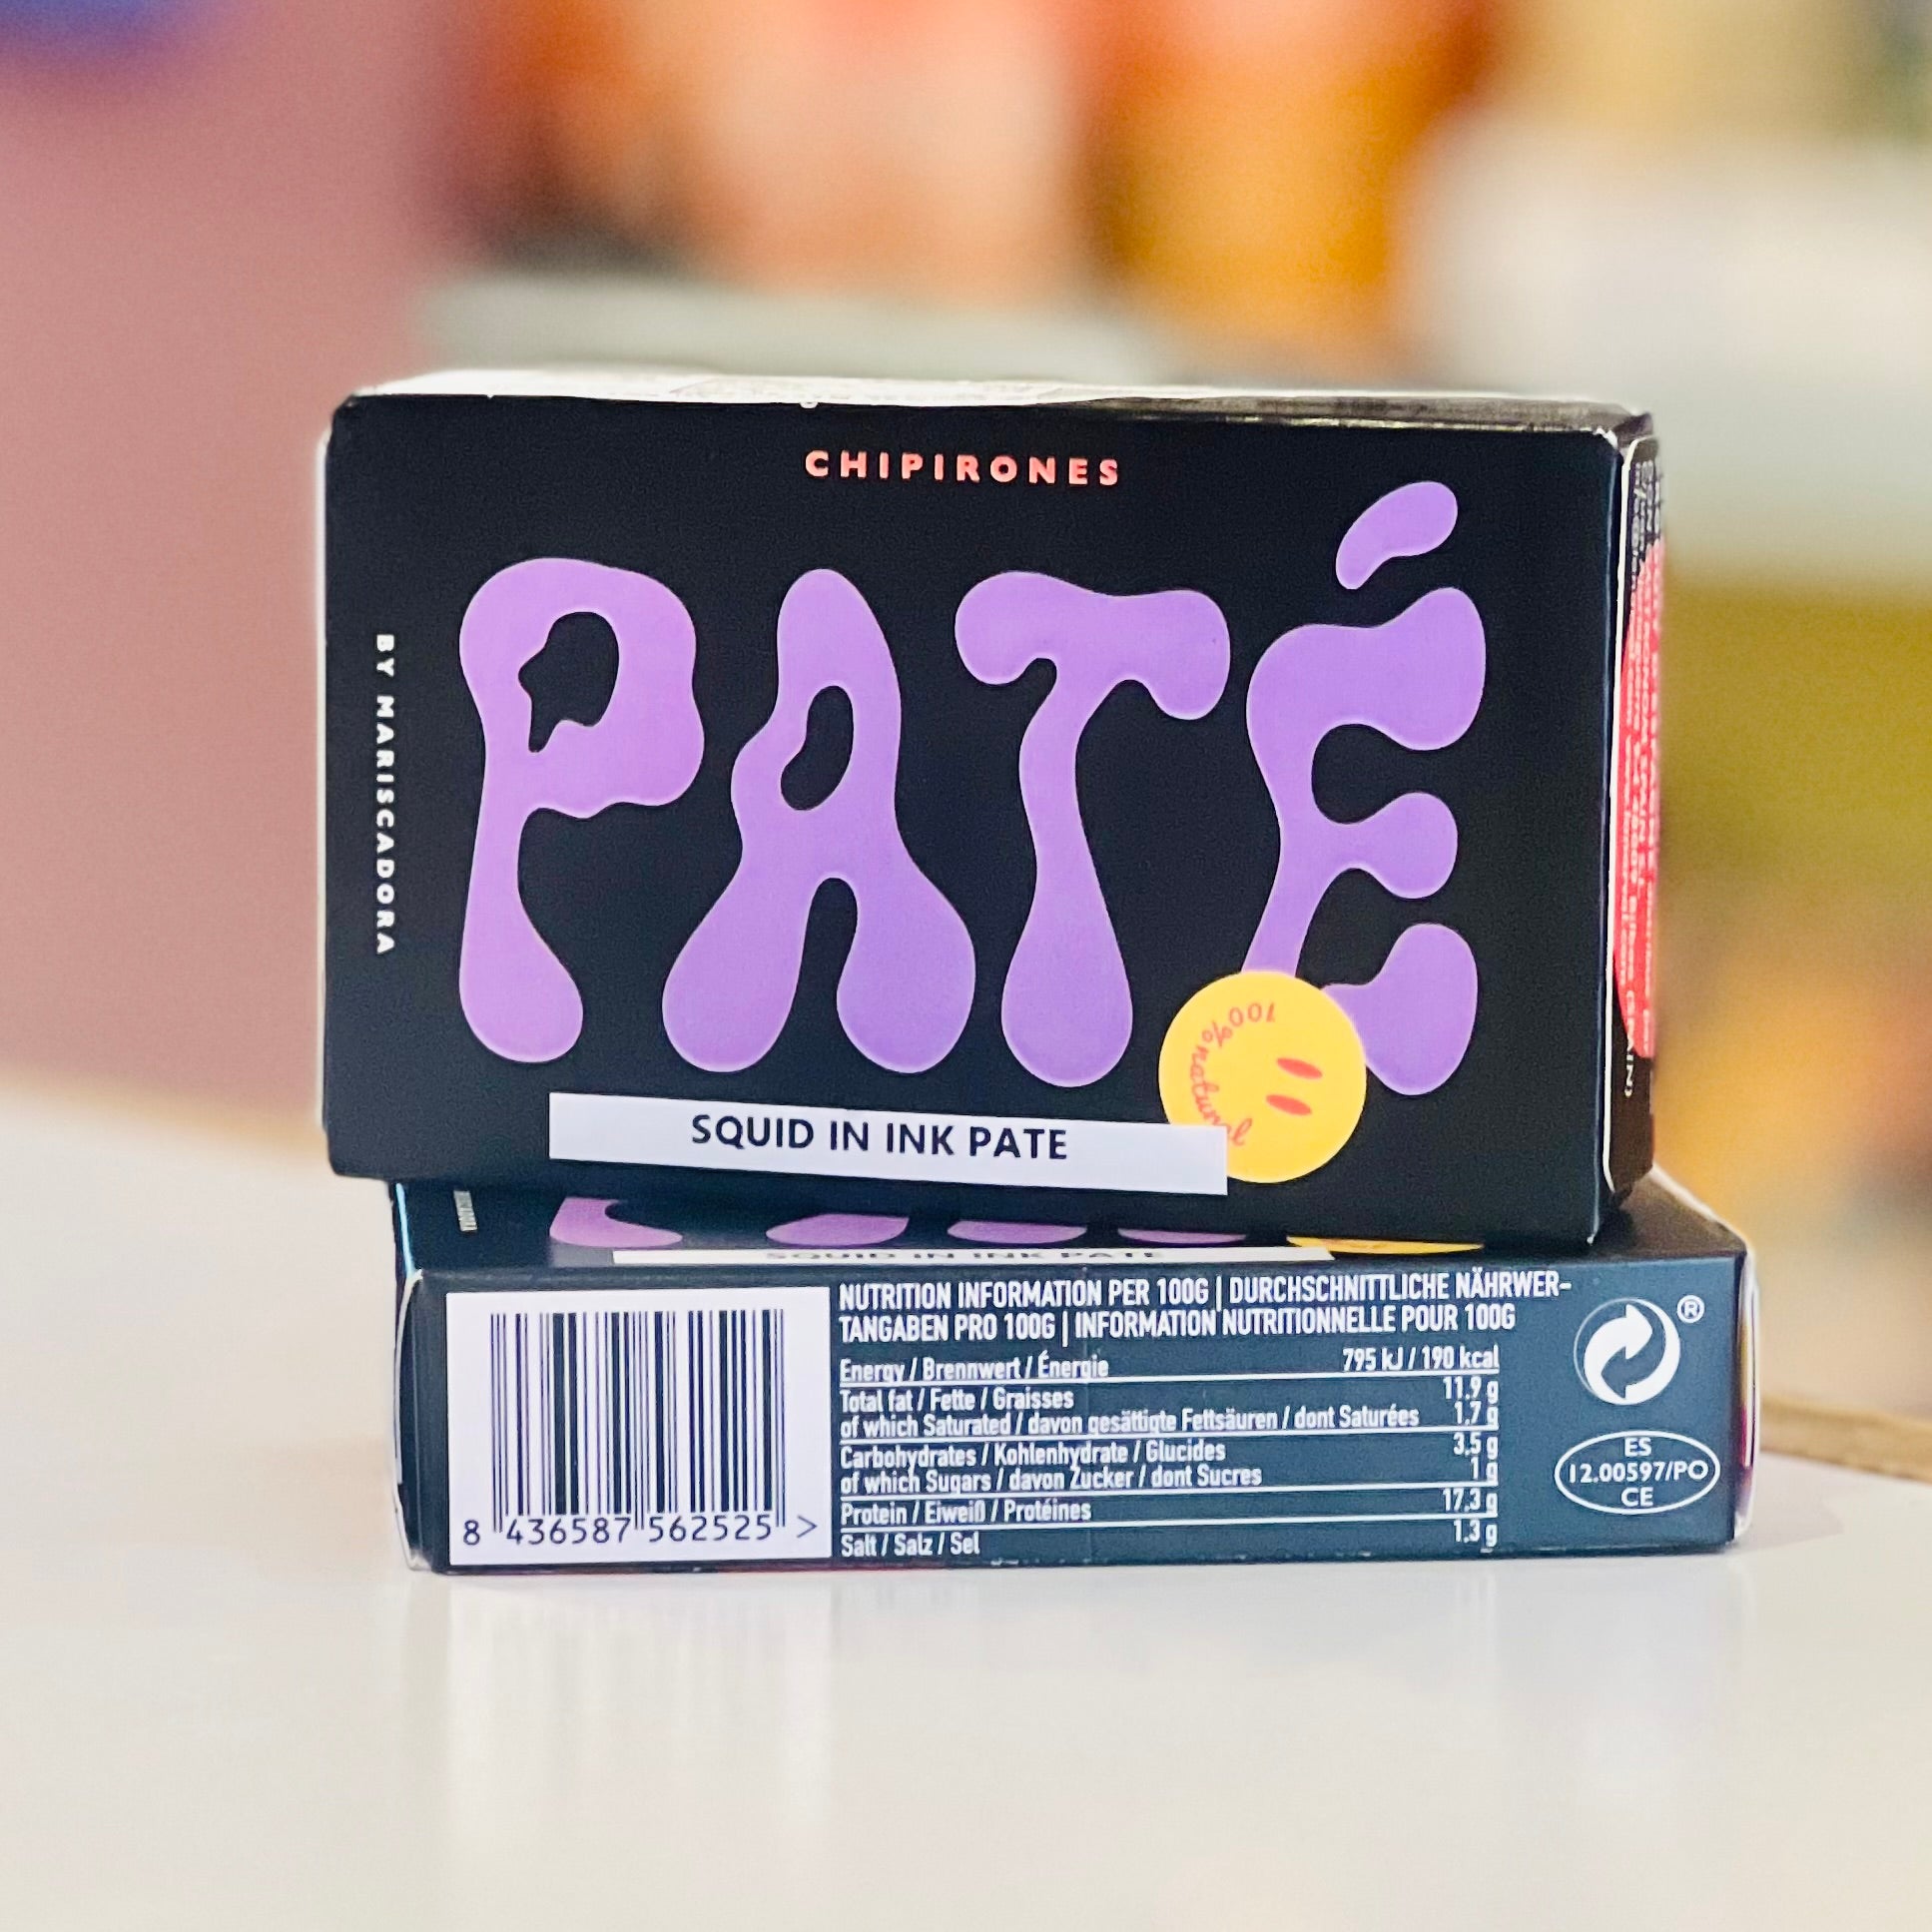 CHIPIRONES
PATÉ
BY MARISCADORA
100% natural
SQUID IN INK PATE
SQUID IN INK PATE
NUTRITION INFORMATION PER 100G | DURCHSCHNITTLICHE NÄHRWER-
TANGABEN PRO 100G | INFORMATION NUTRITIONNELLE POUR 100G
Energy / Brennwert / Énergie 795 kJ / 190 kcal
Total fat / Fette / Graisses 11.9 g
of which Saturated / davon gesättigte Fettsäuren / dont Saturées 1,7 g
Carbohydrates / Kohlenhydrate / Glucides 3,5 g
of which Sugars / davon Zucker / dont Sucres 1 g
Protein / Eiweiß / Protéines 17,3 g
Salt / Salz / Sel 1.3 g
8 436587 562525 >
®
ES
12.00597/PO
CE